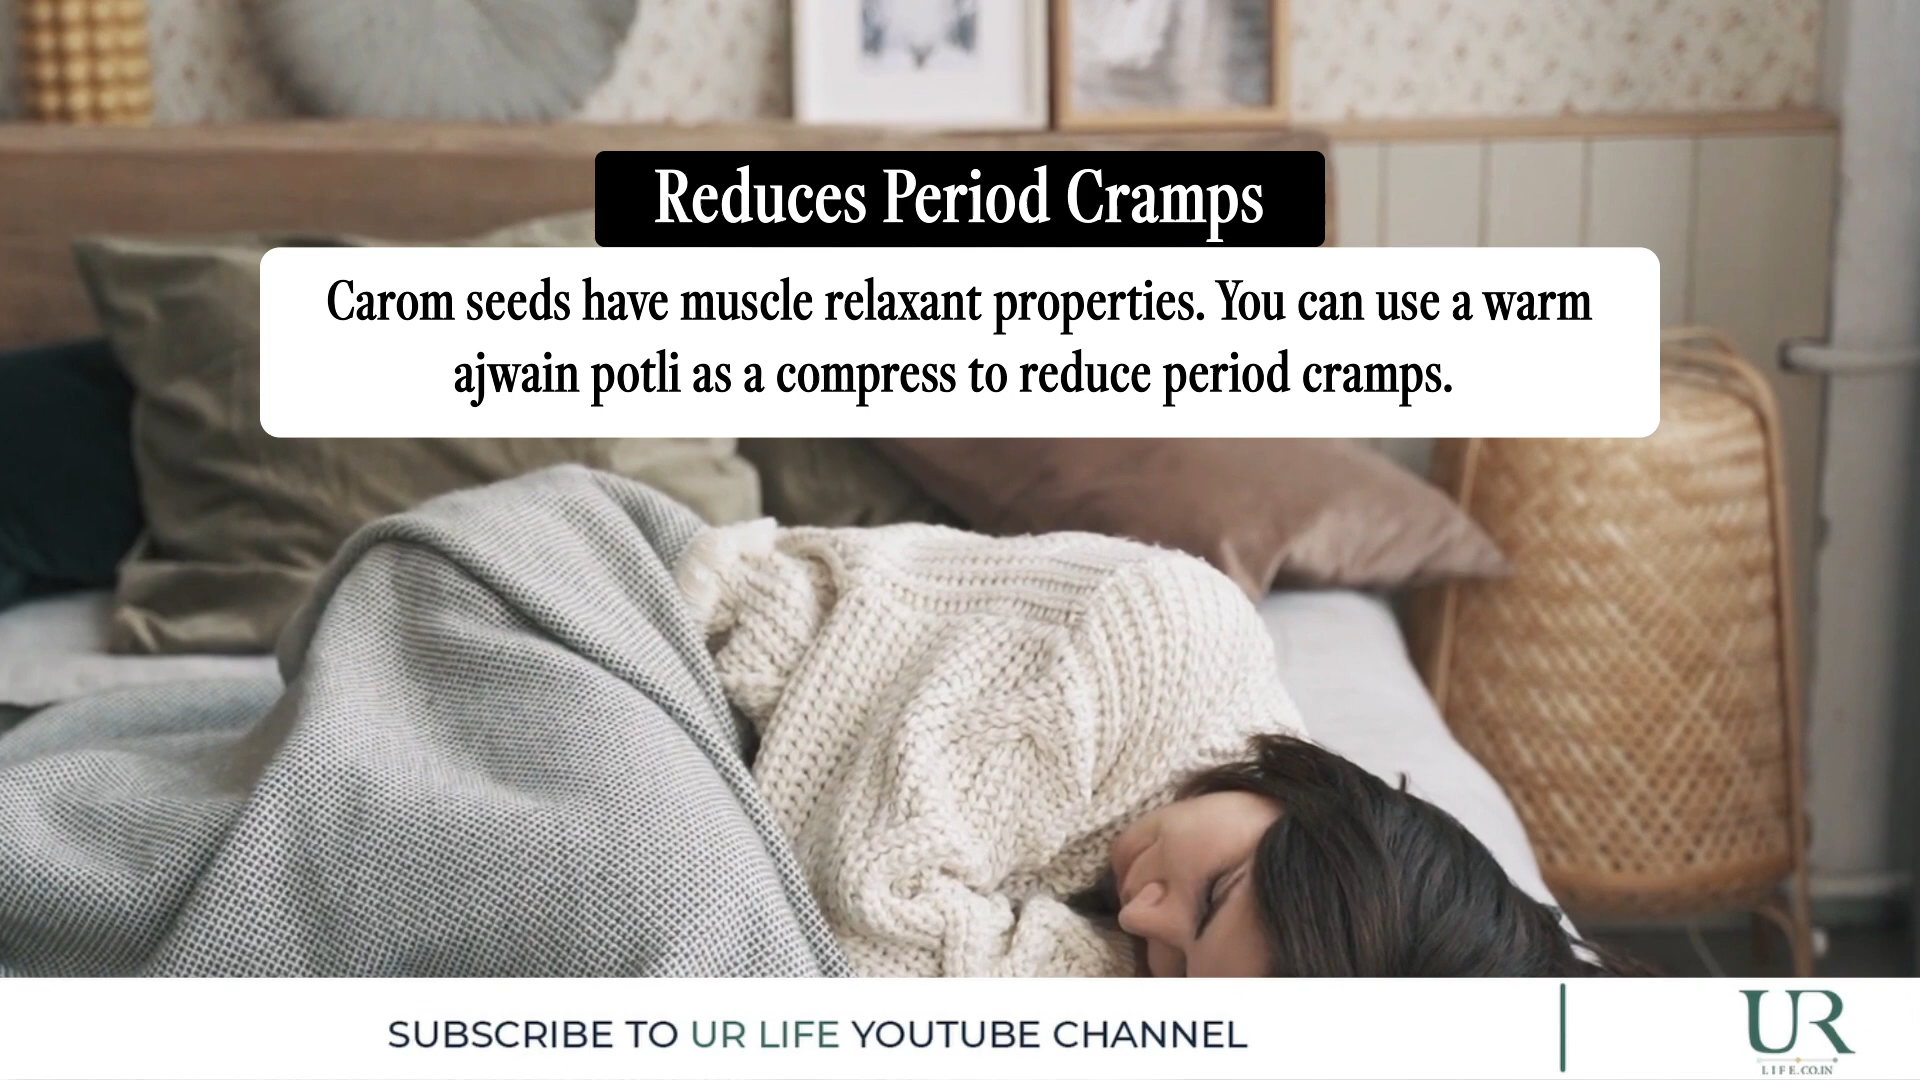 Reduces Period Cramps
Carom seeds have muscle relaxant properties. You can use a warm
ajwain potli as a compress to reduce period cramps.
SUBSCRIBE TO UR LIFE YOUTUBE CHANNEL
UR
LIFE.CO.IN